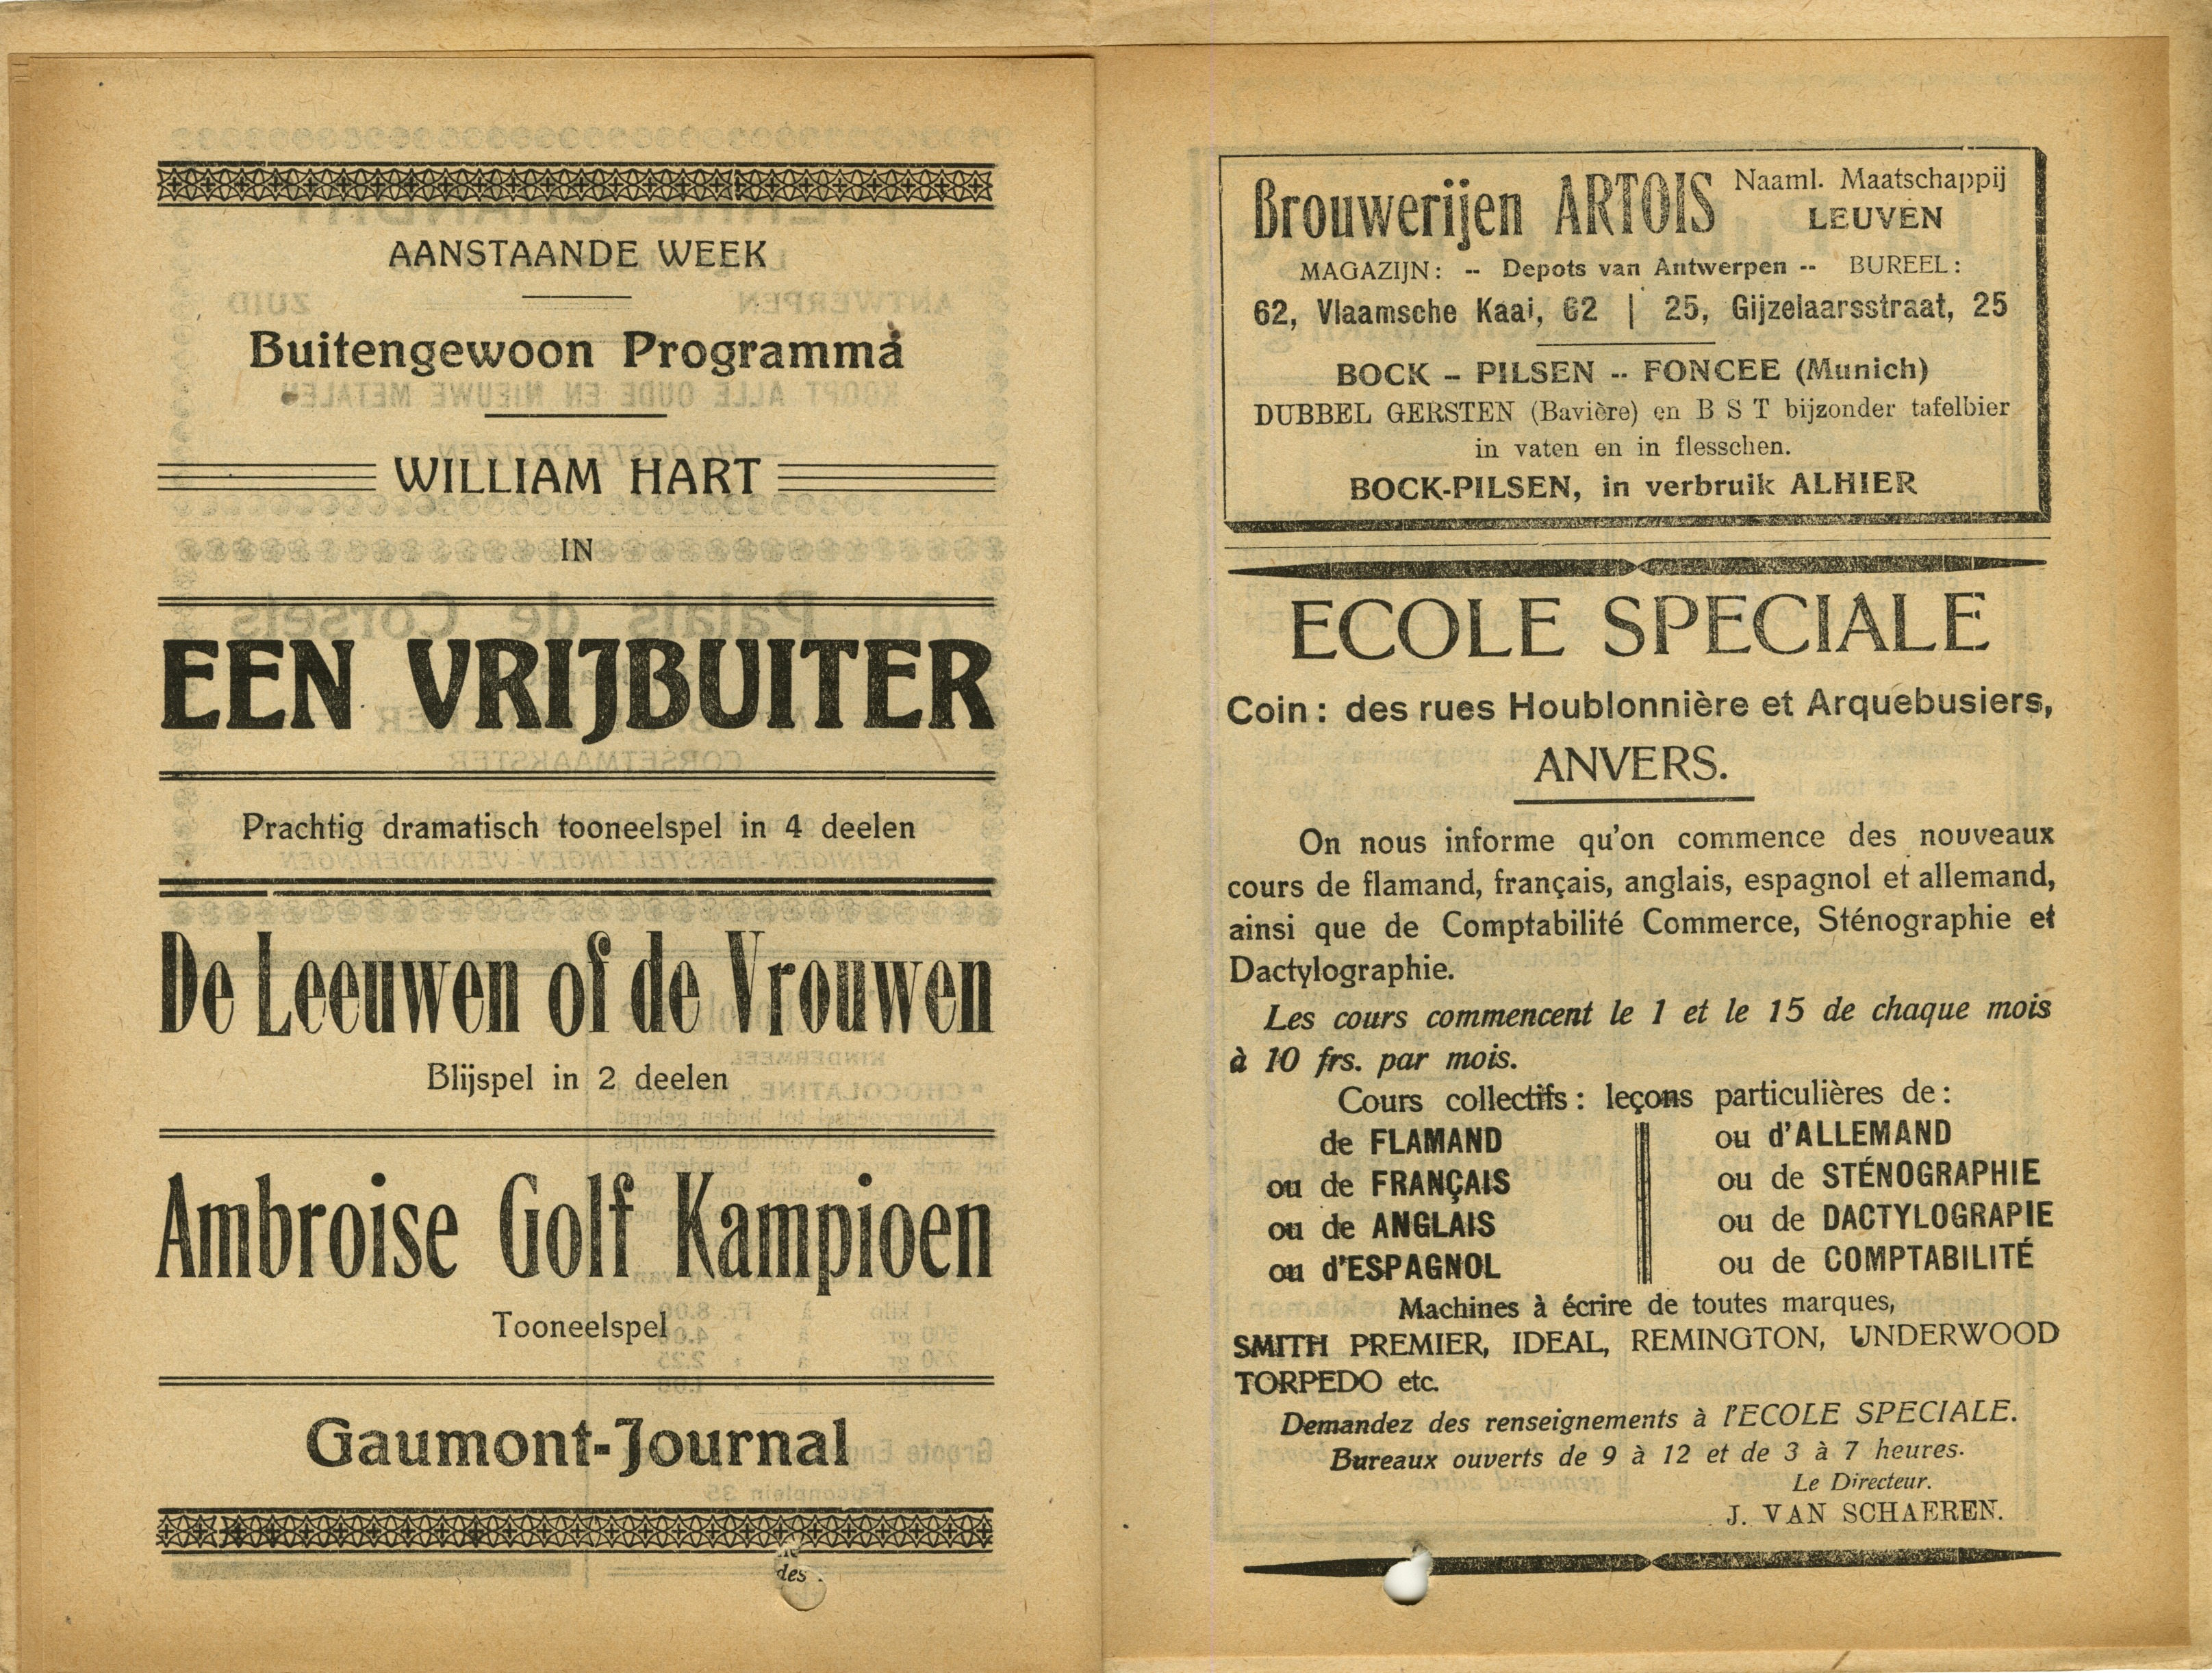 AANSTAANDE WEEK
Buitengewoon Programma
WILLIAM HART
IN
EEN VRIJBUITER
Prachtig dramatisch tooneelspel in 4 deelen
De Leeuwen of de Vrouwen
Blijspel in 2 deelen
Ambroise Golf Kampioen
Tooneelspel
Gaumont-Journal
des
Brouwerijen ARTOIS Naaml. Maatschappij
LEUVEN
MAGAZIJN: -- Depots van Antwerpen -- BUREEL:
62, Vlaamsche Kaai, 62 | 25, Gijzelaarsstraat, 25
BOCK - PILSEN -- FONCEE (Munich)
DUBBEL GERSTEN (Bavière) en B S T bijzonder tafelbier
in vaten en in flesschen.
BOCK-PILSEN, in verbruik ALHIER
ECOLE SPECIALE
Coin: des rues Houblonnière et Arquebusiers,
ANVERS.
On nous informe qu'on commence des nouveaux
cours de flamand, français, anglais, espagnol et allemand,
ainsi que de Comptabilité Commerce, Sténographie et
Dactylographie.
Les cours commencent le 1 et le 15 de chaque mois
à 10 frs. par mois.
Cours collectifs: leçons particulières de:
de FLAMAND
ou de FRANÇAIS
ou de ANGLAIS
ou d'ESPAGNOL
ou d'ALLEMAND
ou de STÉNOGRAPHIE
ou de DACTYLOGRAPIE
ou de COMPTABILITÉ
Machines à écrire de toutes marques,
SMITH PREMIER, IDEAL, REMINGTON, UNDERWOOD
TORPEDO etc.
Demandez des renseignements à l'ECOLE SPECIALE.
Bureaux ouverts de 9 à 12 et de 3 à 7 heures.
Le Directeur.
J. VAN SCHAEREN.